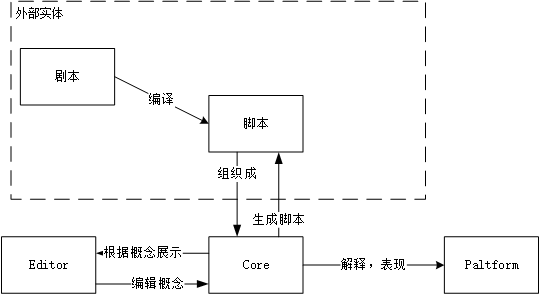 外部实体
剧本
编译
脚本
组织成
生成脚本
根据概念展示
Editor
Core
解释，表现
Paltform
编辑概念